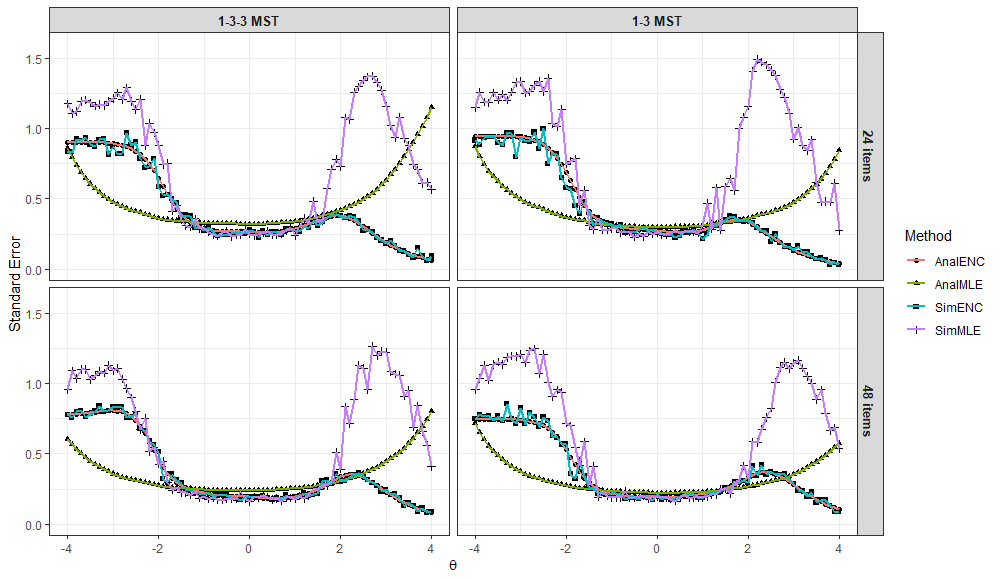 1-3-3 MST
1-3 MST
1.5
1.0
0.5
0.0
24 items
1.5
1.0
0.5
0.0
48 items
Standard Error
-4
-2
0
2
4
-4
-2
0
2
4
θ
Method
AnalENC
AnalMLE
SimENC
SimMLE